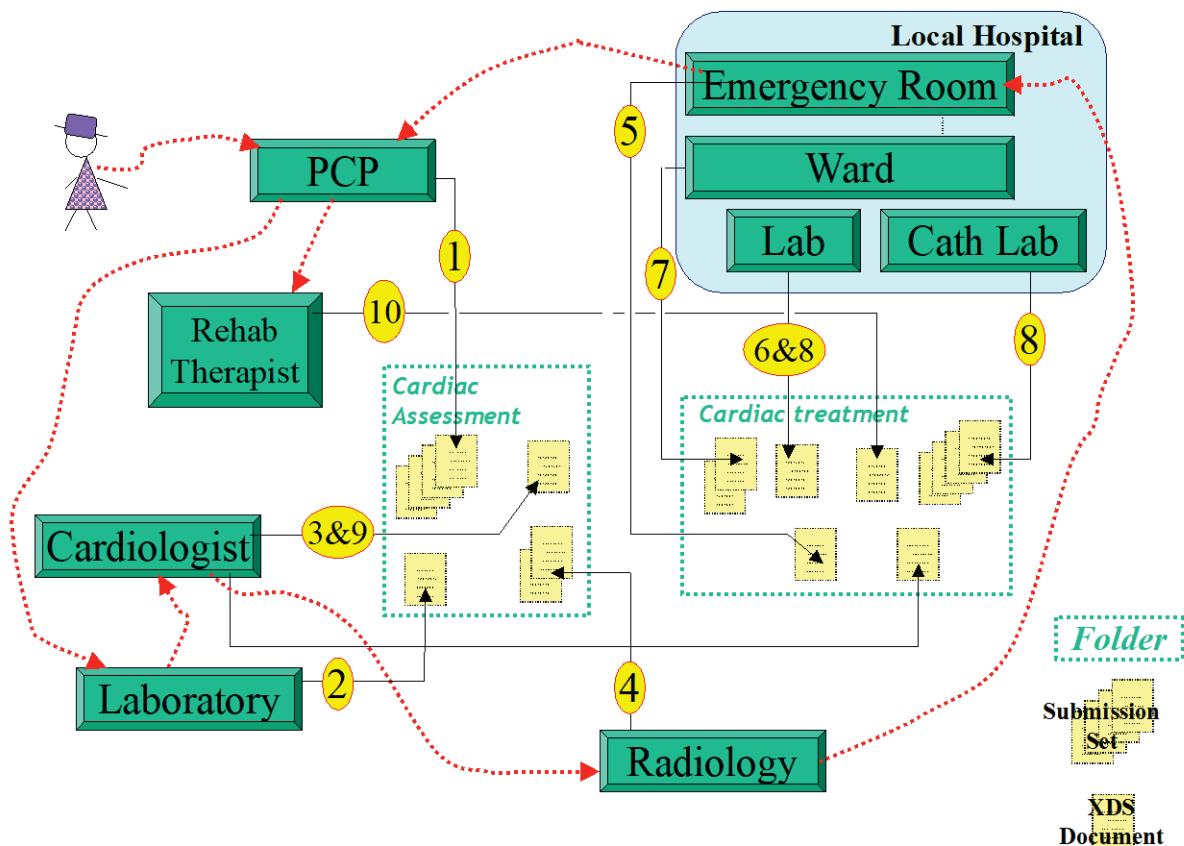 Local Hospital
Emergency Room
5
PCP
Ward
1
Lab
Cath Lab
7
10
Rehab
Therapist
6&8
8
Cardiac
Assessment
Cardiac treatment
Cardiologist
3&9
Folder
Laboratory
2
4
Submission
Set
Radiology
XDS
Document